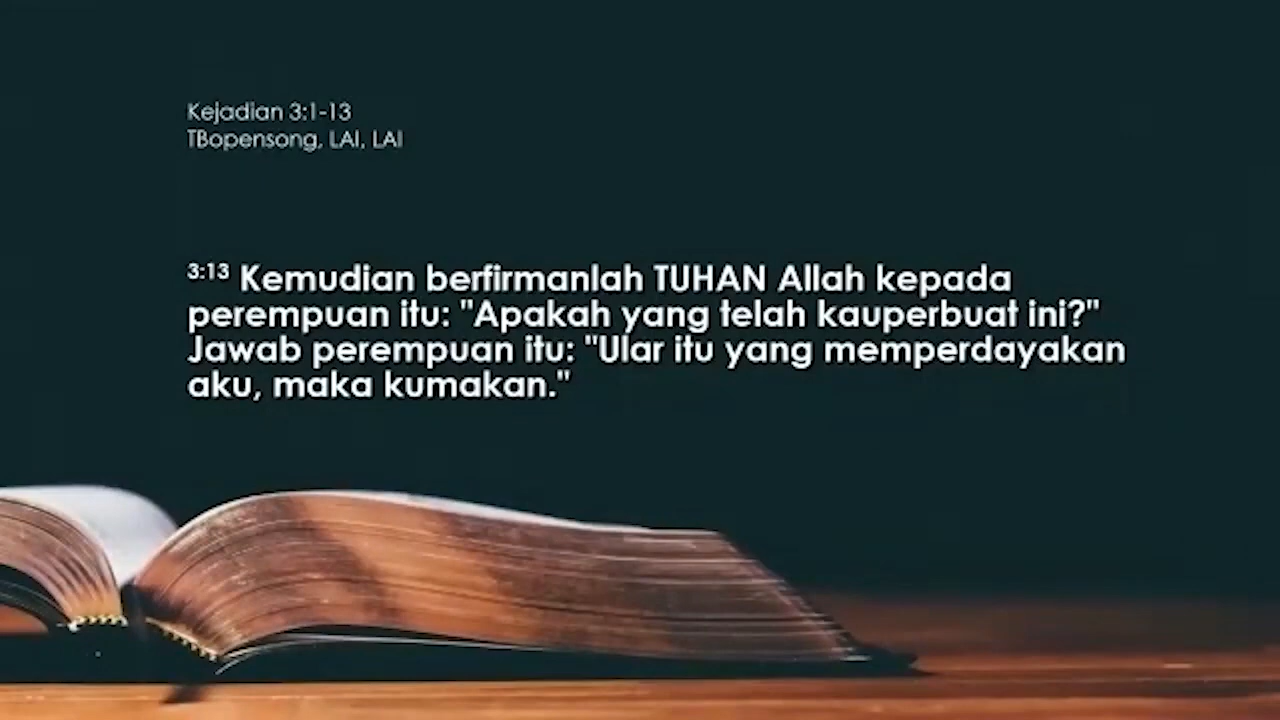 Kejadian 3:1-13
TBopensong, LAI, LAI
3:13 Kemudian berfirmanlah TUHAN Allah kepada
perempuan itu: "Apakah yang telah kauperbuat ini?"
Jawab perempuan itu: "Ular itu yang memperdayakan
aku, maka kumakan."